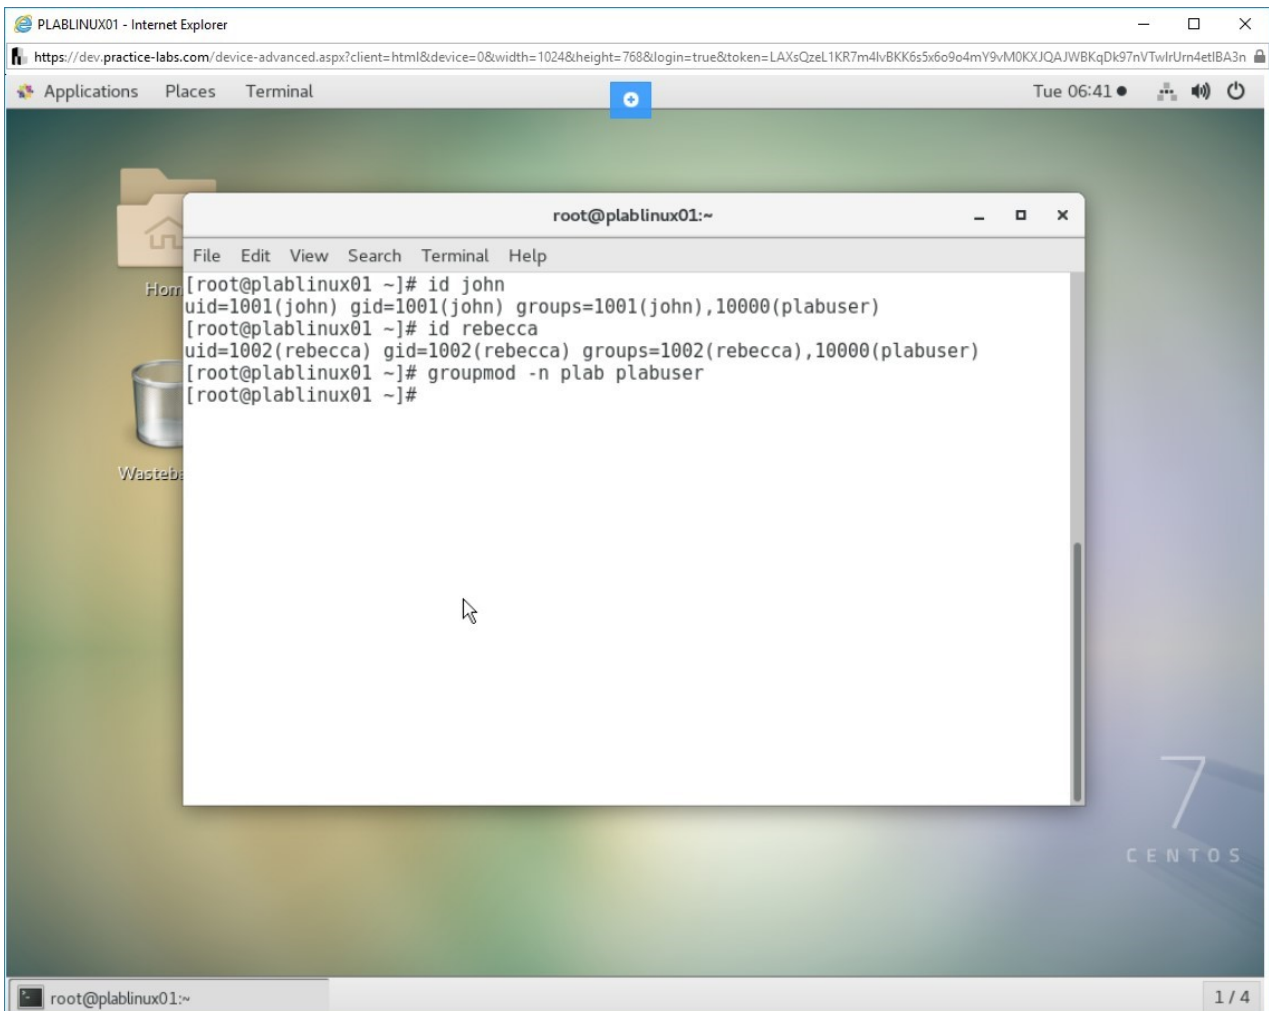 PLABLINUX01 - Internet Explorer
https://dev.practice-labs.com/device-advanced.aspx?client=html&device=0&width=1024&height=768&login=true&token=
Applications Places Terminal Tue 06:41
root@plablinux01:~
File Edit View Search Terminal Help
[root@plablinux01 ~]# id john
uid=1001(john) gid=1001(john) groups=1001(john),10000(plabuser)
[root@plablinux01 ~]# id rebecca
uid=1002(rebecca) gid=1002(rebecca) groups=1002(rebecca),10000(plabuser)
[root@plablinux01 ~]# groupmod -n plab plabuser
[root@plablinux01 ~]#
7
CENTOS
root@plablinux01:~ 1 / 4